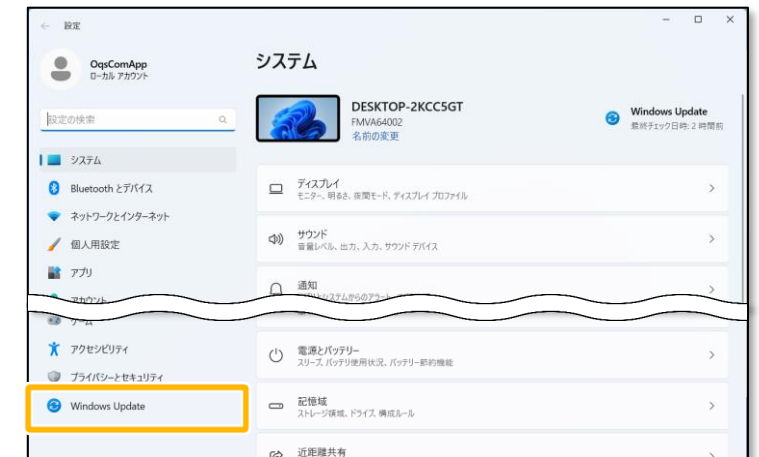 設定
OqsComApp
ローカル アカウント
設定の検索
システム
Bluetooth とデバイス
ネットワークとインターネット
個人用設定
アプリ
アカウント
ゲーム
アクセシビリティ
プライバシーとセキュリティ
Windows Update
システム
DESKTOP-2KCC5GT
FMVA64002
名前の変更
Windows Update
最終チェック日時: 2 時間前
ディスプレイ
モニター、明るさ、夜間モード、ディスプレイ プロファイル
サウンド
音量レベル、出力、入力、サウンド デバイス
通知
電源とバッテリー
スリープ、バッテリ使用状況、バッテリー節約機能
記憶域
ストレージ領域、ドライブ、構成ルール
近距離共有